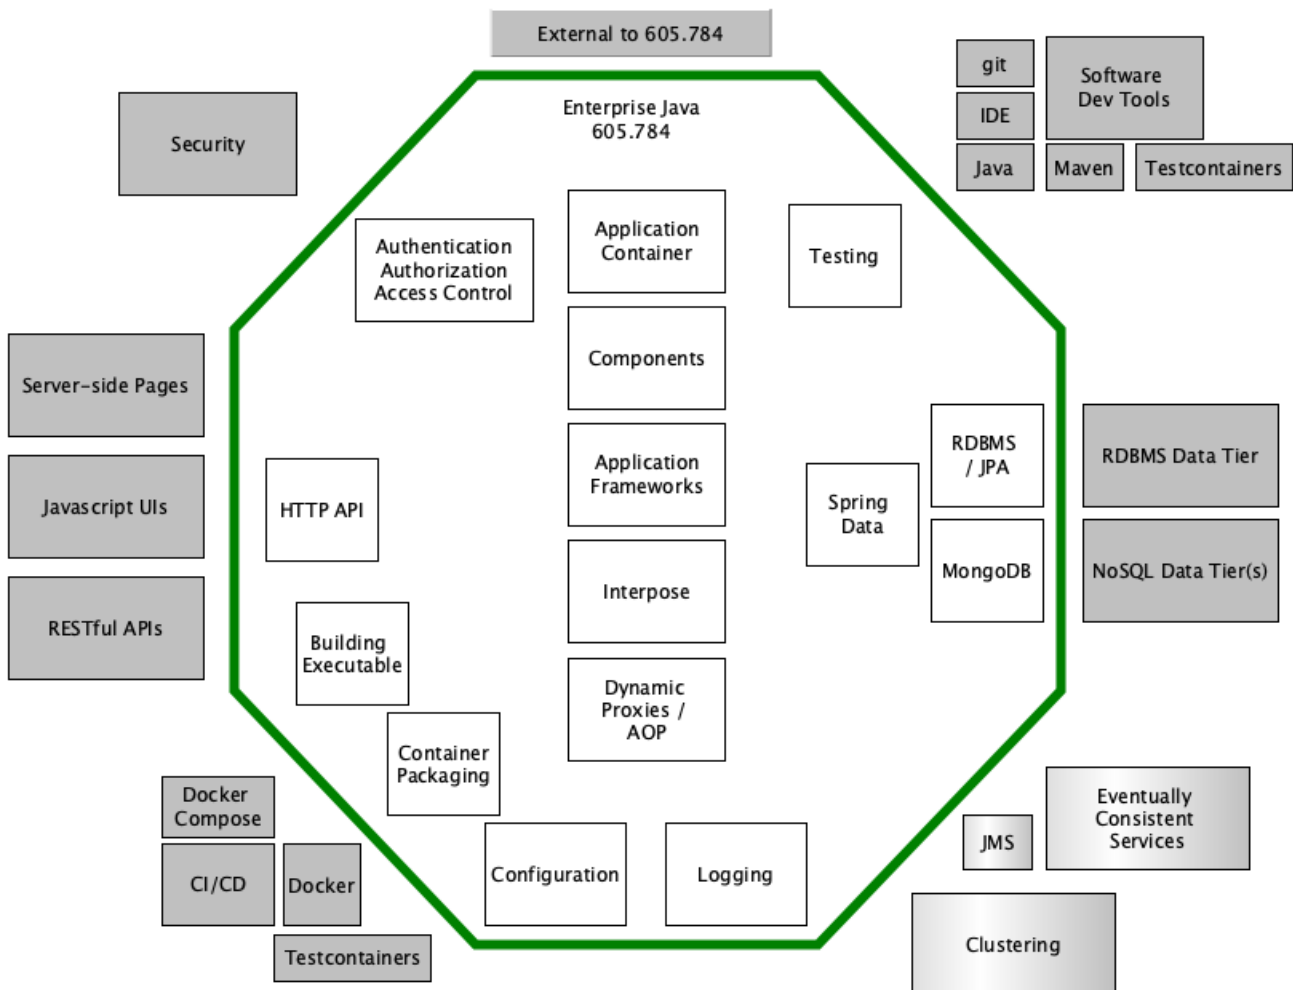 External to 605.784
git
Software
Dev Tools
IDE
Java
Maven
Testcontainers
Enterprise Java
605.784
Security
Authentication
Authorization
Access Control
Application
Container
Testing
Components
Server-side Pages
Javascript UIs
RESTful APIs
HTTP API
Application
Frameworks
Spring
Data
RDBMS
/ JPA
MongoDB
RDBMS Data Tier
NoSQL Data Tier(s)
Interpose
Building
Executable
Dynamic
Proxies /
AOP
Container
Packaging
Docker
Compose
CI/CD
Docker
Testcontainers
Configuration
Logging
JMS
Eventually
Consistent
Services
Clustering